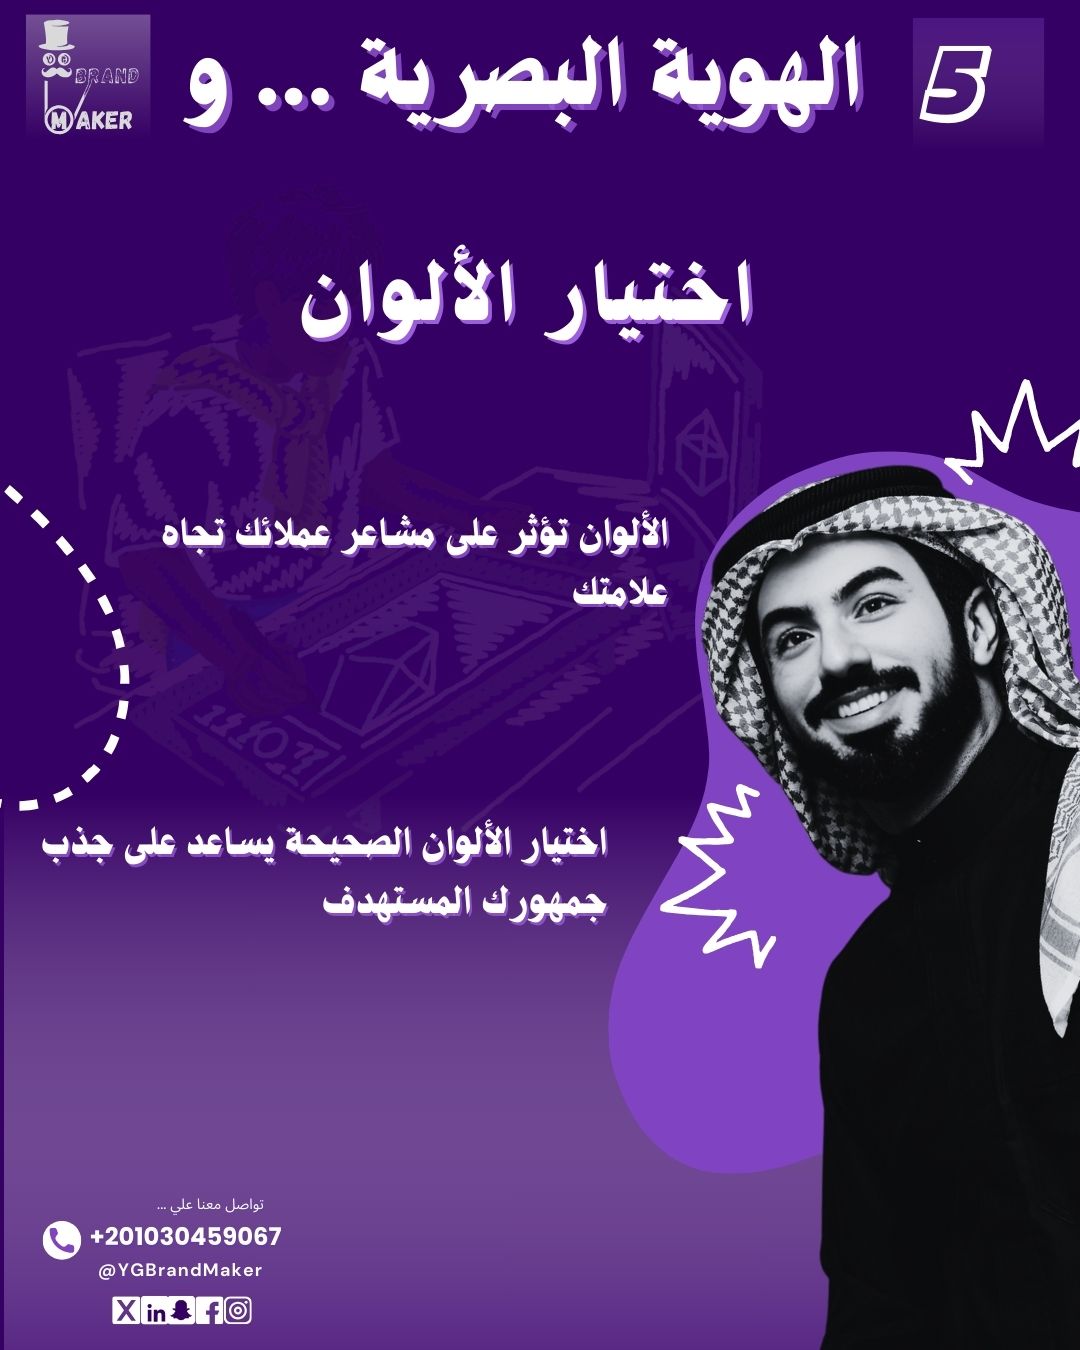 الهوية البصرية ... و
5
BRAND
MAKER
اختيار الألوان
الألوان تؤثر على مشاعر عملائك تجاه
علامتك
اختيار الألوان الصحيحة يساعد على جذب
جمهورك المستهدف
تواصل معنا علي ...
+201030459067
@YGBrandMaker